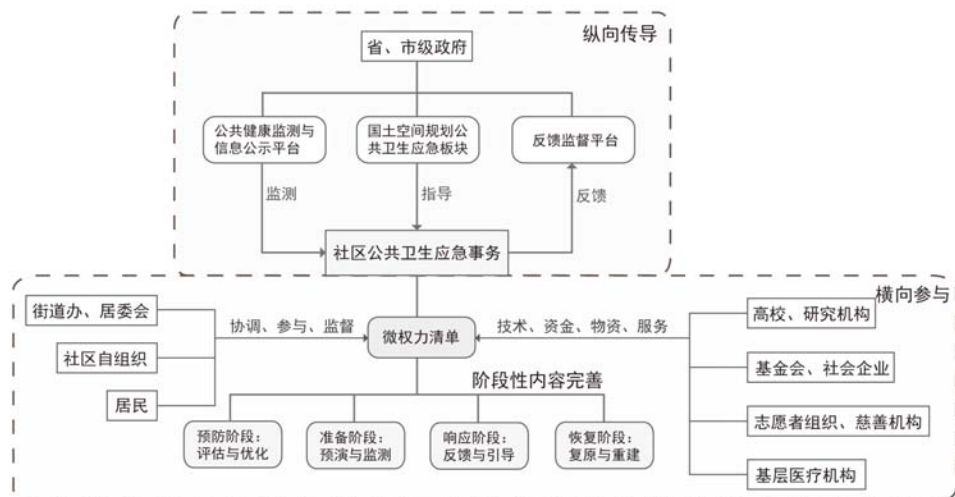 纵向传导
省、市级政府
公共健康监测与
信息公示平台
国土空间规划公
共卫生应急板块
反馈监督平台
监测
指导
反馈
社区公共卫生应急事务
横向参与
街道办、居委会
社区自组织
居民
协调、参与、监督
微权力清单
技术、资金、物资、服务
高校、研究机构
基金会、社会企业
志愿者组织、慈善机构
基层医疗机构
阶段性内容完善
预防阶段：
评估与优化
准备阶段：
预演与监测
响应阶段：
反馈与引导
恢复阶段：
复原与重建